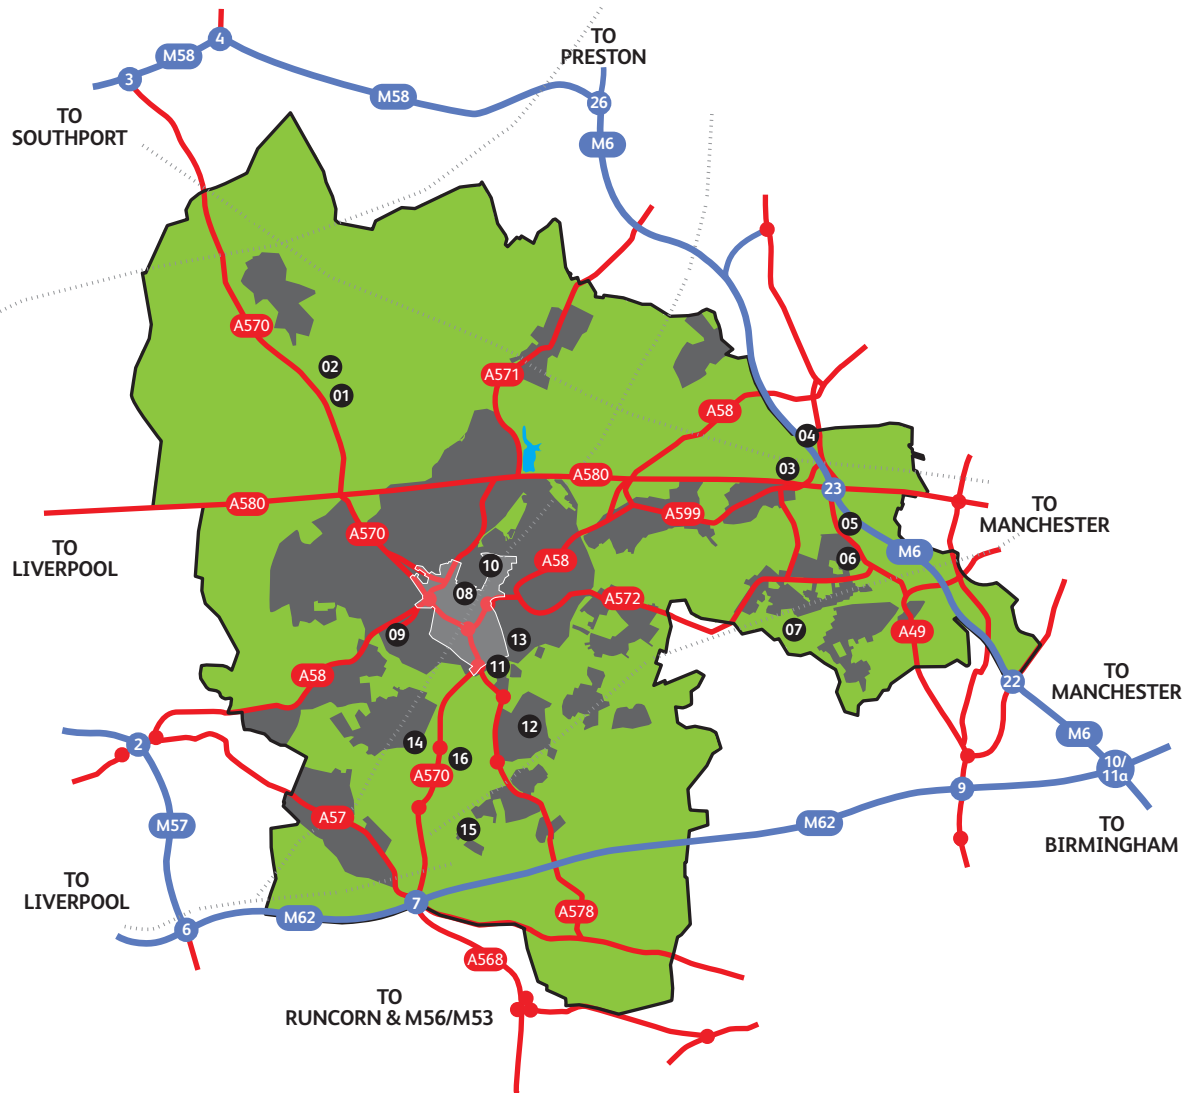 4
M58
3
TO
PRESTON
M58
26
TO
SOUTHPORT
M6
A570
02
01
A571
A58
04
03
A580
A580
23
A599
05
TO
MANCHESTER
A570
TO
LIVERPOOL
M6
06
A58
10
08
A572
09
13
07
A49
11
A58
22
TO
MANCHESTER
12
14
16
M6
2
A570
10/
11a
9
A57
M57
15
M62
TO
BIRMINGHAM
TO
LIVERPOOL
7
M62
A578
6
A568
TO
RUNCORN & M56/M53